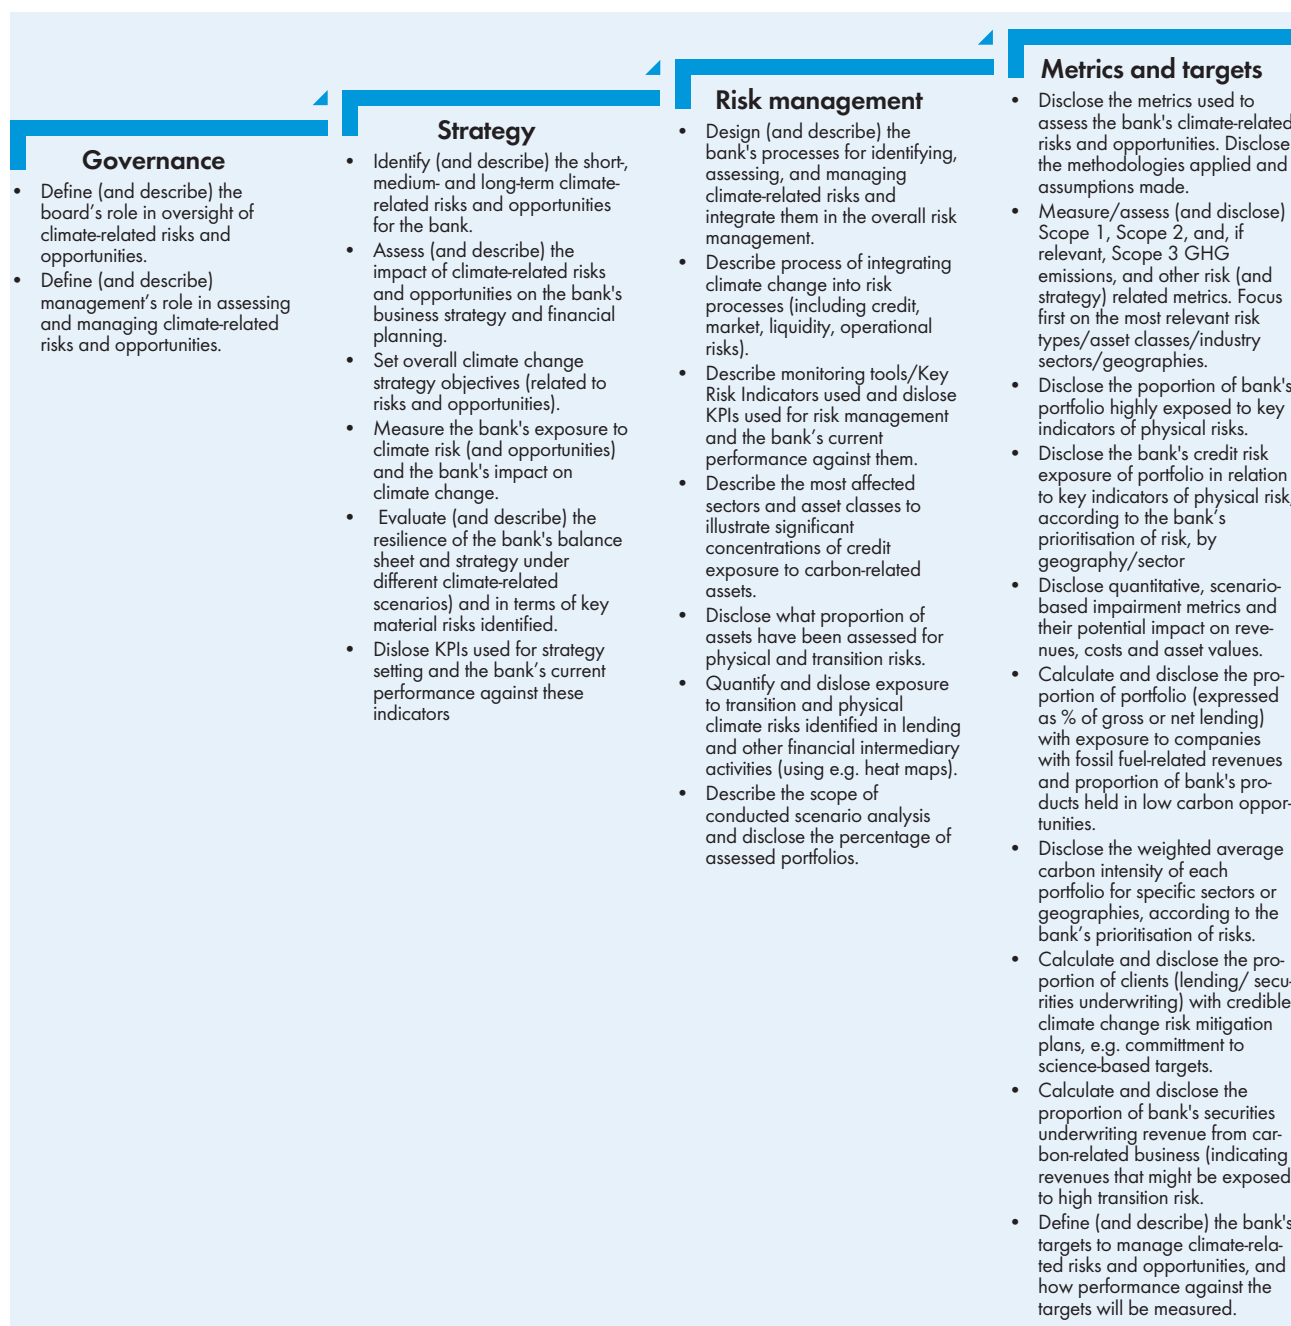 Governance
• Define (and describe) the
board’s role in oversight of
climate-related risks and
opportunities.
• Define (and describe)
management’s role in assessing
and managing climate-related
risks and opportunities.
Strategy
• Identify (and describe) the short-,
medium- and long-term climate-
related risks and opportunities
for the bank.
• Assess (and describe) the
impact of climate-related risks
and opportunities on the bank's
business strategy and financial
planning.
• Set overall climate change
strategy objectives (related to
risks and opportunities).
• Measure the bank's exposure to
climate risk (and opportunities)
and the bank's impact on
climate change.
• Evaluate (and describe) the
resilience of the bank's balance
sheet and strategy under
different climate-related
scenarios) and in terms of key
material risks identified.
• Dislose KPIs used for strategy
setting and the bank’s current
performance against these
indicators
Risk management
• Design (and describe) the
bank's processes for identifying,
assessing, and managing
climate-related risks and
integrate them in the overall risk
management.
• Describe process of integrating
climate change into risk
processes (including credit,
market, liquidity, operational
risks).
• Describe monitoring tools/Key
Risk Indicators used and dislose
KPIs used for risk management
and the bank’s current
performance against them.
• Describe the most affected
sectors and asset classes to
illustrate significant
concentrations of credit
exposure to carbon-related
assets.
• Disclose what proportion of
assets have been assessed for
physical and transition risks.
• Quantify and dislose exposure
to transition and physical
climate risks identified in lending
and other financial intermediary
activities (using e.g. heat maps).
• Describe the scope of
conducted scenario analysis
and disclose the percentage of
assessed portfolios.
Metrics and targets
• Disclose the metrics used to
assess the bank's climate-related
risks and opportunities. Disclose
the methodologies applied and
assumptions made.
• Measure/assess (and disclose)
Scope 1, Scope 2, and, if
relevant, Scope 3 GHG
emissions, and other risk (and
strategy) related metrics. Focus
first on the most relevant risk
types/asset classes/industry
sectors/geographies.
• Disclose the poportion of bank's
portfolio highly exposed to key
indicators of physical risks.
• Disclose the bank's credit risk
exposure of portfolio in relation
to key indicators of physical risk,
according to the bank’s
prioritisation of risk, by
geography/sector
• Disclose quantitative, scenario-
based impairment metrics and
their potential impact on reve-
nues, costs and asset values.
• Calculate and disclose the pro-
portion of portfolio (expressed
as % of gross or net lending)
with exposure to companies
with fossil fuel-related revenues
and proportion of bank's pro-
ducts held in low carbon oppor-
tunities.
• Disclose the weighted average
carbon intensity of each
portfolio for specific sectors or
geographies, according to the
bank’s prioritisation of risks.
• Calculate and disclose the pro-
portion of clients (lending/ secu-
rities underwriting) with credible
climate change risk mitigation
plans, e.g. committment to
science-based targets.
• Calculate and disclose the
proportion of bank's securities
underwriting revenue from car-
bon-related business (indicating
revenues that might be exposed
to high transition risk.
• Define (and describe) the bank's
targets to manage climate-rela-
ted risks and opportunities, and
how performance against the
targets will be measured.